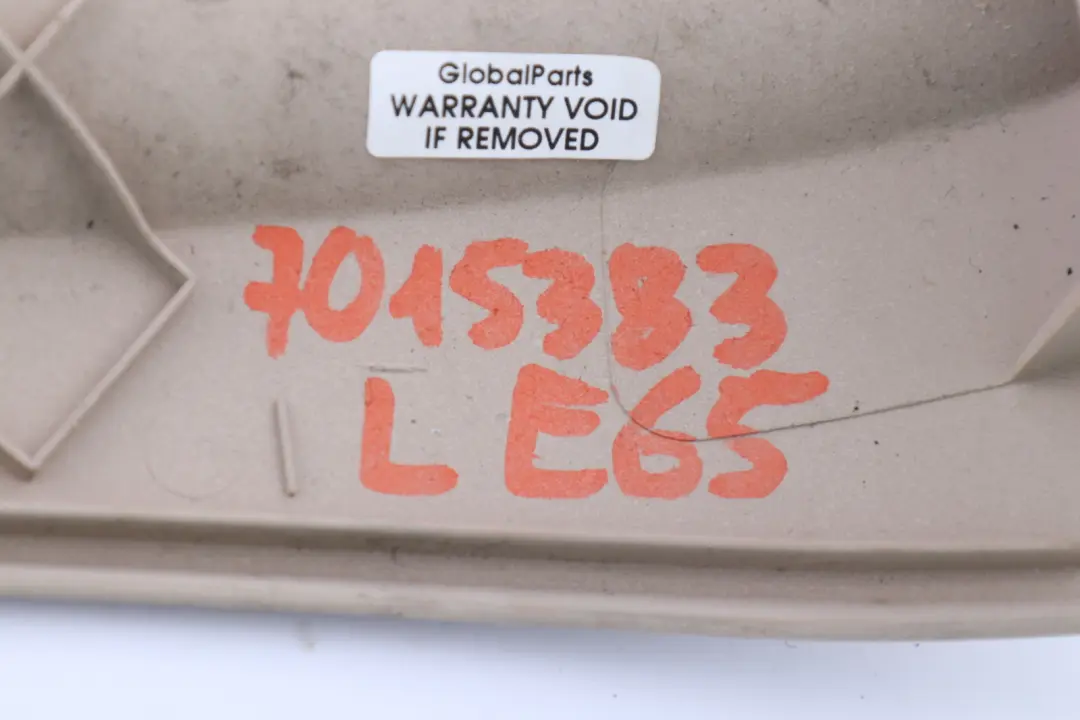 GlobalParts
WARRANTY VOID
IF REMOVED
7015383
L E65